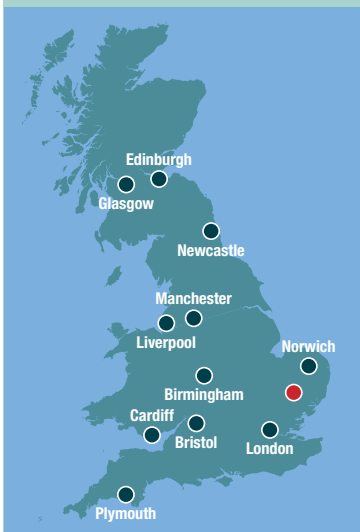 Edinburgh
Glasgow
Newcastle
Manchester
Liverpool
Norwich
Birmingham
Cardiff
Bristol
London
Plymouth